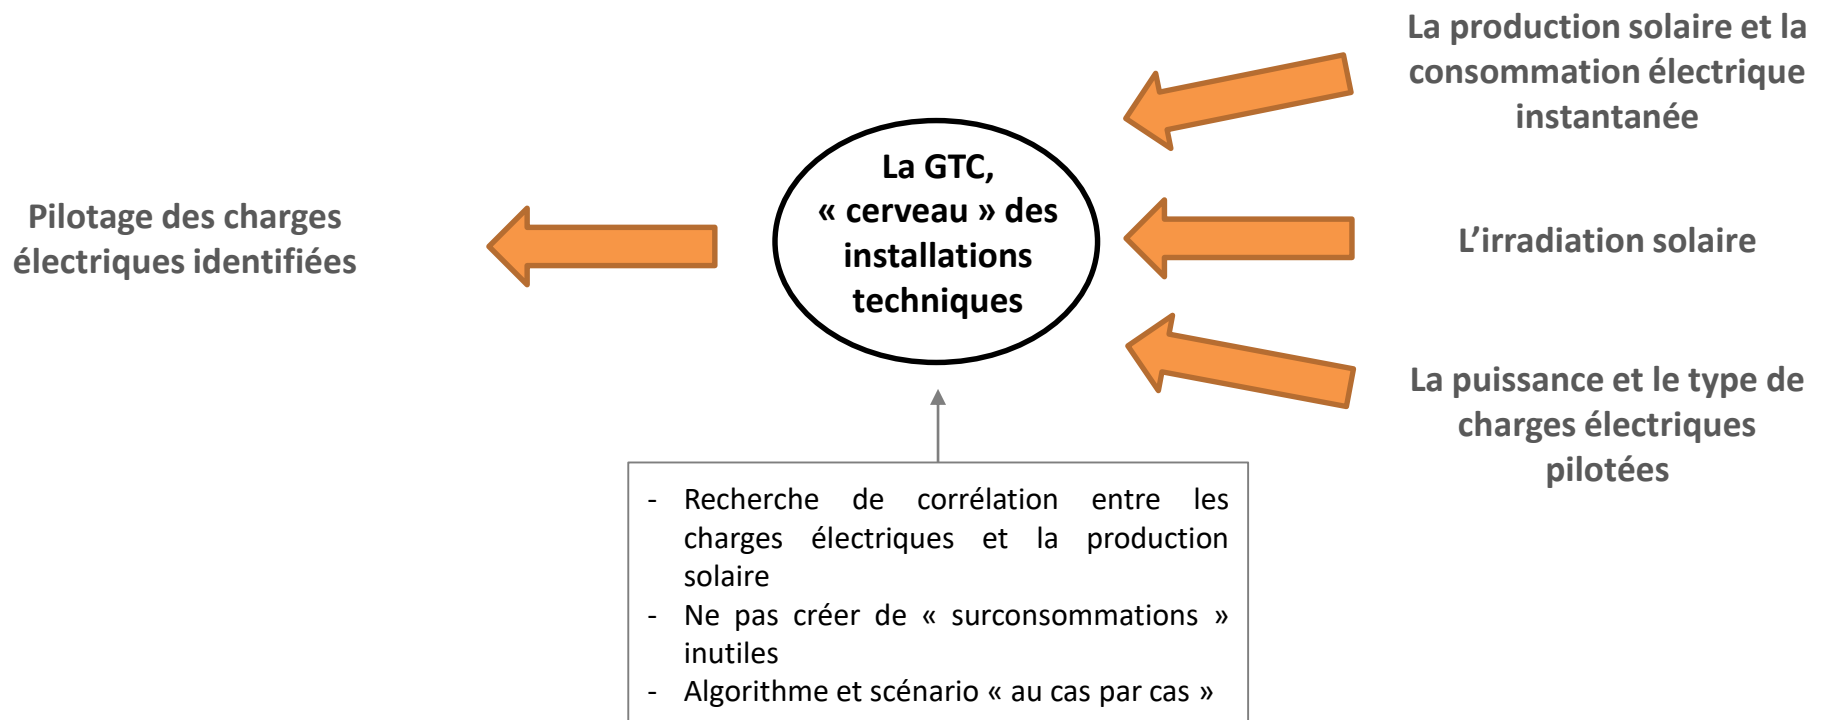 La production solaire et la
consommation électrique
instantanée
La GTC,
« cerveau » des
installations
techniques
Pilotage des charges
électriques identifiées
L’irradiation solaire
La puissance et le type de
charges électriques
pilotées
- Recherche de corrélation entre les
charges électriques et la production
solaire
- Ne pas créer de « surconsommations »
inutiles
- Algorithme et scénario « au cas par cas »